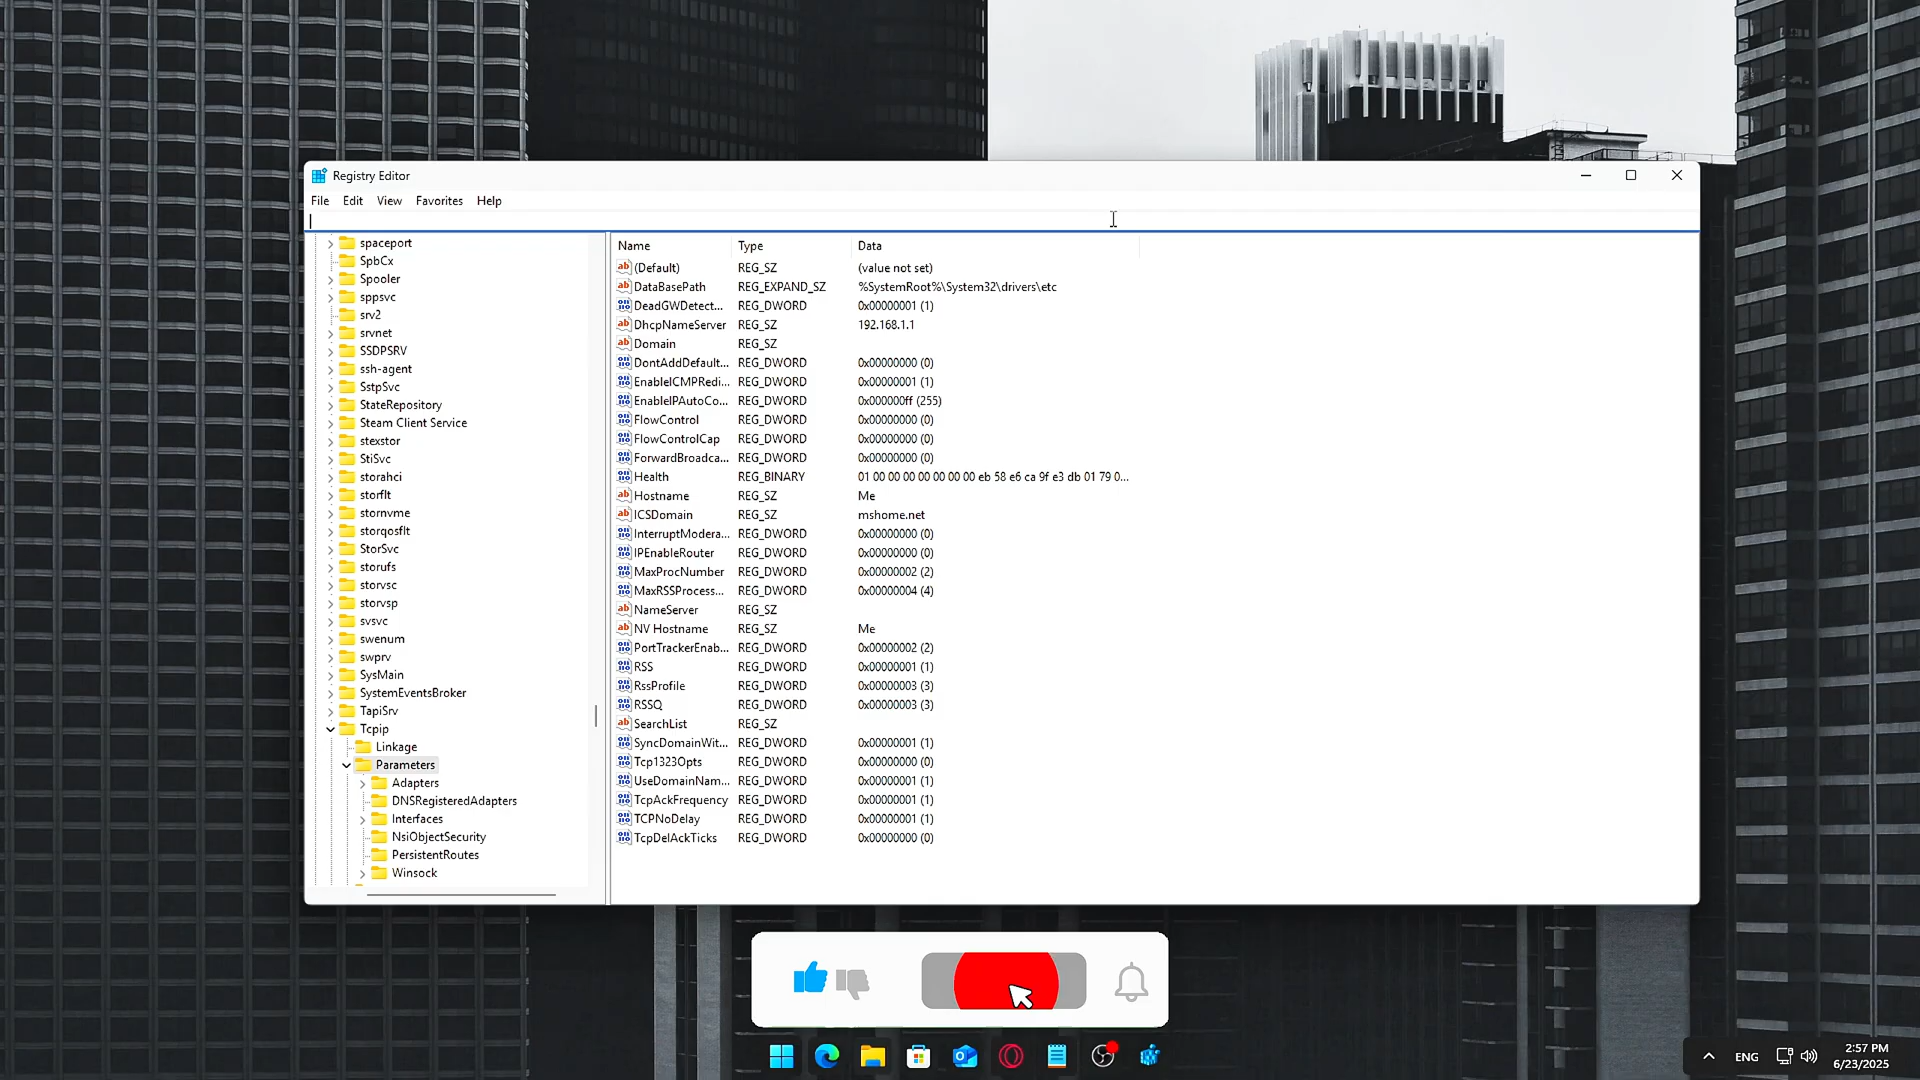 Registry Editor
File Edit View Favorites Help
spaceport
SpbCx
Spooler
sppsvc
srv2
srvnet
SSDPSRV
ssh-agent
SstpSvc
StateRepository
Steam Client Service
stexstor
StiSvc
storahci
storflt
stornvme
storqosflt
StorSvc
storufs
storvsc
storvsp
svsvc
swenum
swprv
SysMain
SystemEventsBroker
TapiSrv
Tcpip
Linkage
Parameters
Adapters
DNSRegisteredAdapters
Interfaces
NsiObjectSecurity
PersistentRoutes
Winsock
Name Type Data
(Default) REG_SZ (value not set)
DataBasePath REG_EXPAND_SZ %SystemRoot%\System32\drivers\etc
DeadGWDetect... REG_DWORD 0x00000001 (1)
DhcpNameServer REG_SZ 192.168.1.1
Domain REG_SZ
DontAddDefault... REG_DWORD 0x00000000 (0)
EnableICMPRedi... REG_DWORD 0x00000001 (1)
EnableIPAutoCo... REG_DWORD 0x000000ff (255)
FlowControl REG_DWORD 0x00000000 (0)
FlowControlCap REG_DWORD 0x00000000 (0)
ForwardBroadca... REG_DWORD 0x00000000 (0)
Health REG_BINARY 01 00 00 00 00 00 00 00 eb 58 e6 ca 9f e3 db 01 79 0...
Hostname REG_SZ Me
ICSDomain REG_SZ mshome.net
InterruptModera... REG_DWORD 0x00000000 (0)
IPEnableRouter REG_DWORD 0x00000000 (0)
MaxProcNumber REG_DWORD 0x00000002 (2)
MaxRSSProcess... REG_DWORD 0x00000004 (4)
NameServer REG_SZ
NV Hostname REG_SZ Me
PortTrackerEnab... REG_DWORD 0x00000002 (2)
RSS REG_DWORD 0x00000001 (1)
RssProfile REG_DWORD 0x00000003 (3)
RSSQ REG_DWORD 0x00000003 (3)
SearchList REG_SZ
SyncDomainWit... REG_DWORD 0x00000001 (1)
Tcp1323Opts REG_DWORD 0x00000000 (0)
UseDomainNam... REG_DWORD 0x00000001 (1)
TcpAckFrequency REG_DWORD 0x00000001 (1)
TCPNoDelay REG_DWORD 0x00000001 (1)
TcpDelAckTicks REG_DWORD 0x00000000 (0)
ENG
2:57 PM
6/23/2025